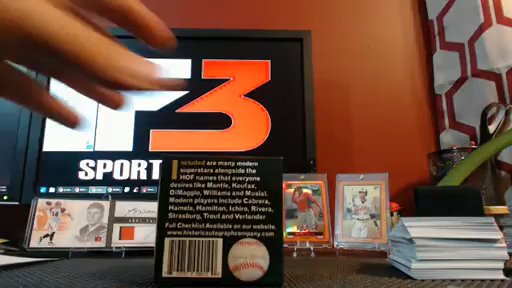 3
SPORT
Included are many modern
superstars alongside the
HOF names that everyone
desires like Mantle, Koufax,
DiMaggio, Williams and Musial.
Modern players include Cabrera,
Hamels, Hamilton, Ichiro, Rivera,
Strasburg, Trout and Verlander
Full Checklist Available on our website.
www.historicautographcompany.com